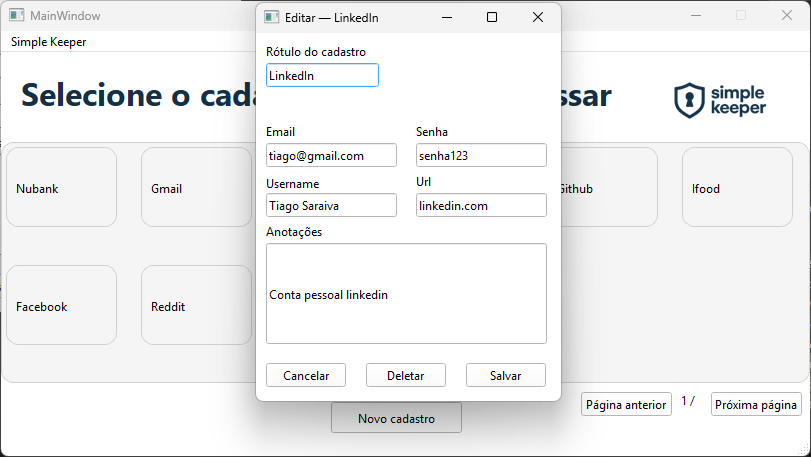 MainWindow
Simple Keeper
Selecione o cada
ssar
simple
keeper
Nubank
Gmail
Github
Ifood
Facebook
Reddit
Editar — LinkedIn
Rótulo do cadastro
LinkedIn
Email
Senha
tiago@gmail.com
senha123
Username
Url
Tiago Saraiva
linkedin.com
Anotações
Conta pessoal linkedin
Cancelar
Deletar
Salvar
Novo cadastro
Página anterior
1 /
Próxima página